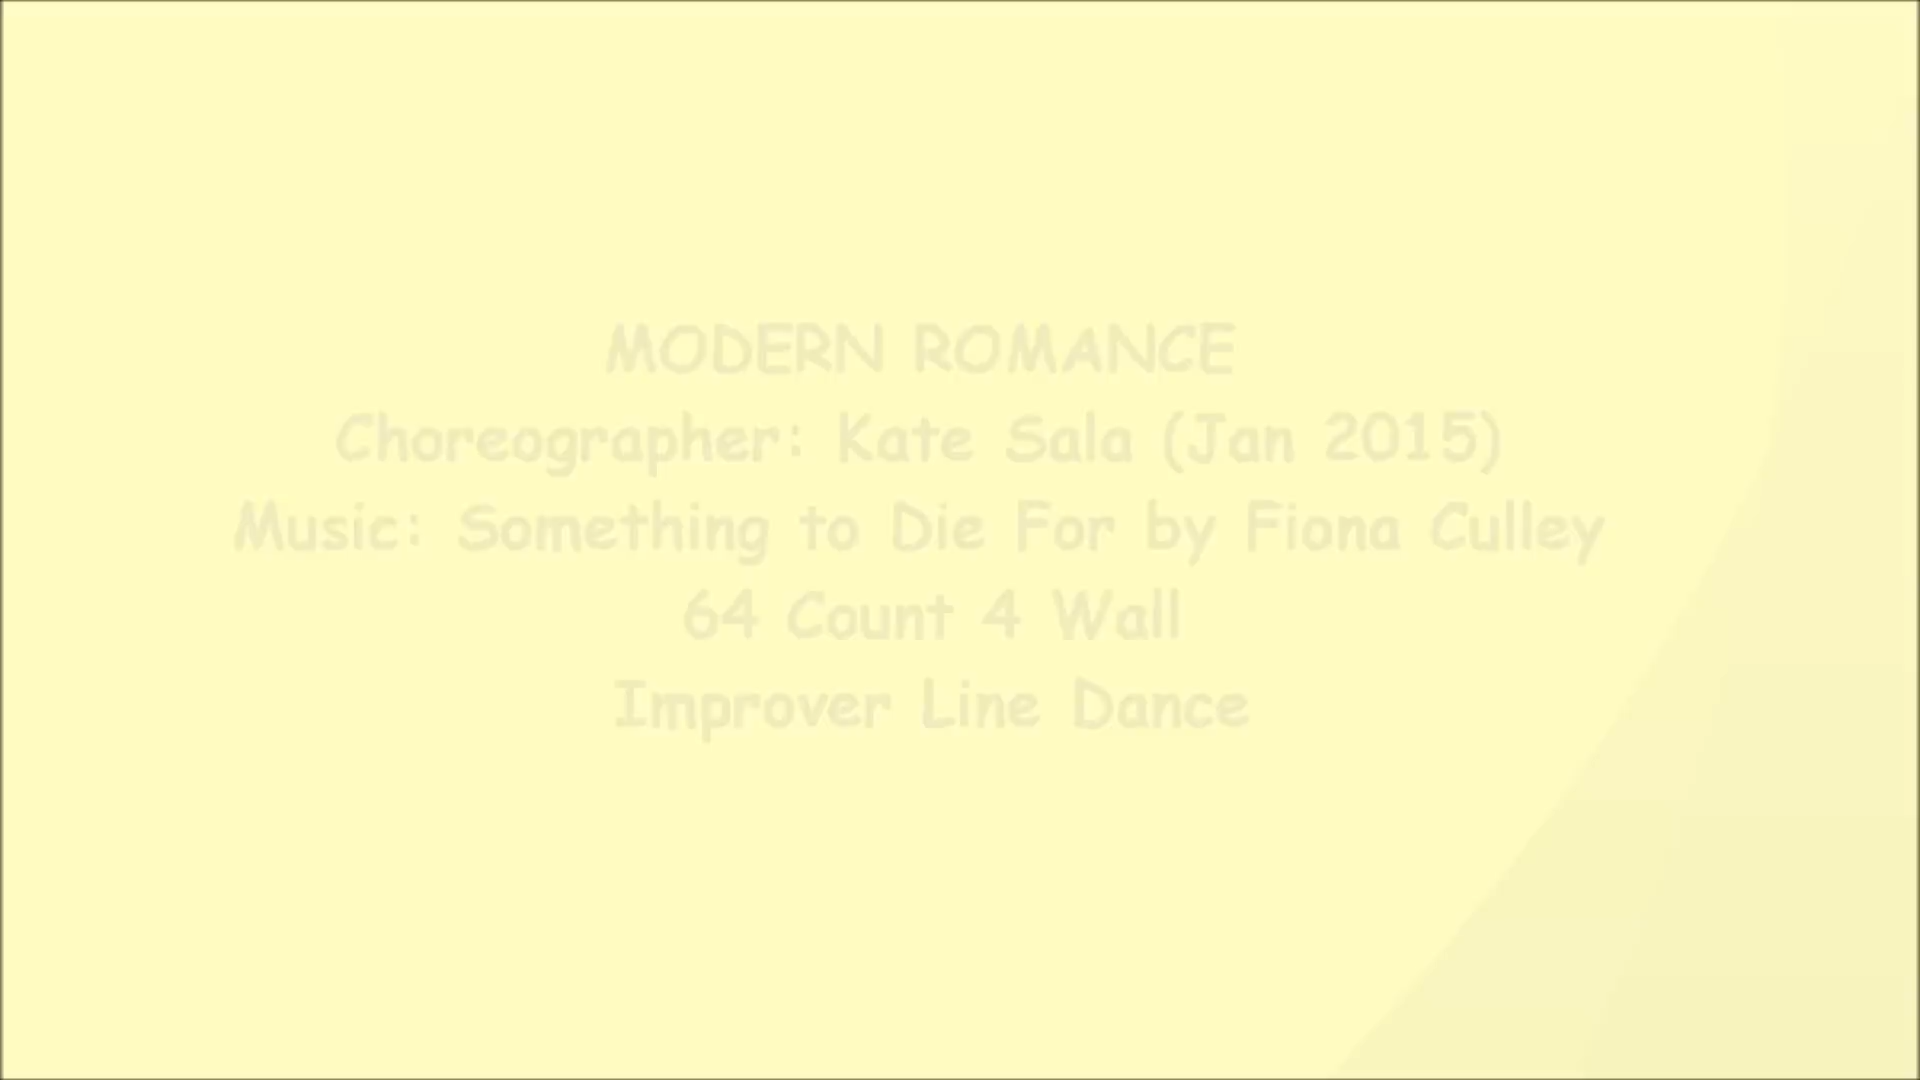 MODERN ROMANCE
Choreographer: Kate Sala (Jan 2015)
Music: Something to Die For by Fiona Culley
64 Count 4 Wall
Improver Line Dance